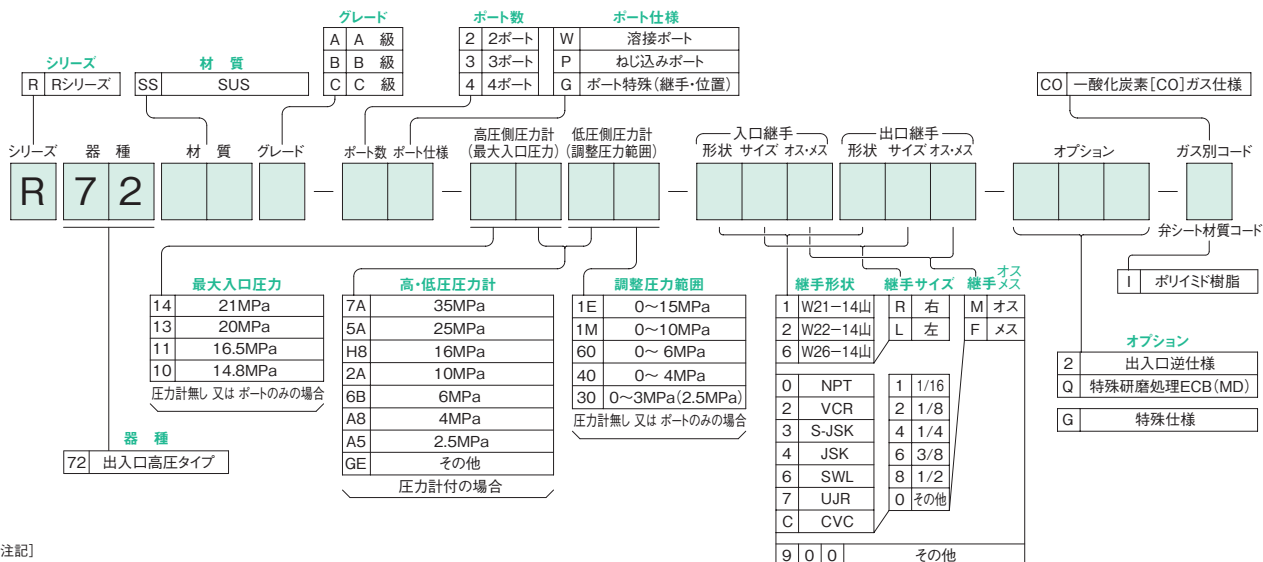 グレード
A A 級
B B 級
C C 級
ポート数
2 2ポート
3 3ポート
4 4ポート
ポート仕様
W 溶接ポート
P ねじ込みポート
G ポート特殊(継手・位置)
シリーズ
R Rシリーズ
材 質
SS SUS
CO 一酸化炭素[CO]ガス仕様
シリーズ 器 種 材 質 グレード ポート数 ポート仕様
高圧側圧力計
(最大入口圧力)
低圧側圧力計
(調整圧力範囲)
入口継手
形状 サイズ オス・メス
出口継手
形状 サイズ オス・メス
オプション
ガス別コード
R 7 2 — — — — —
弁シート材質コード
I ポリイミド樹脂
最大入口圧力
14 21MPa
13 20MPa
11 16.5MPa
10 14.8MPa
圧力計無し 又は ポートのみの場合
器 種
72 出入口高圧タイプ
高・低圧圧力計
7A 35MPa
5A 25MPa
H8 16MPa
2A 10MPa
6B 6MPa
A8 4MPa
A5 2.5MPa
GE その他
圧力計付の場合
調整圧力範囲
1E 0〜15MPa
1M 0〜10MPa
60 0〜 6MPa
40 0〜 4MPa
30 0〜3MPa(2.5MPa)
圧力計無し 又は ポートのみの場合
継手形状
1 W21−14山
2 W22−14山
6 W26−14山
0 NPT
2 VCR
3 S-JSK
4 JSK
6 SWL
7 UJR
C CVC
9 0 0 その他
継手サイズ
R 右
L 左
1 1/16
2 1/8
4 1/4
6 3/8
8 1/2
0 その他
継手オスメス
M オス
F メス
オプション
2 出入口逆仕様
Q 特殊研磨処理ECB(MD)
G 特殊仕様
注記]